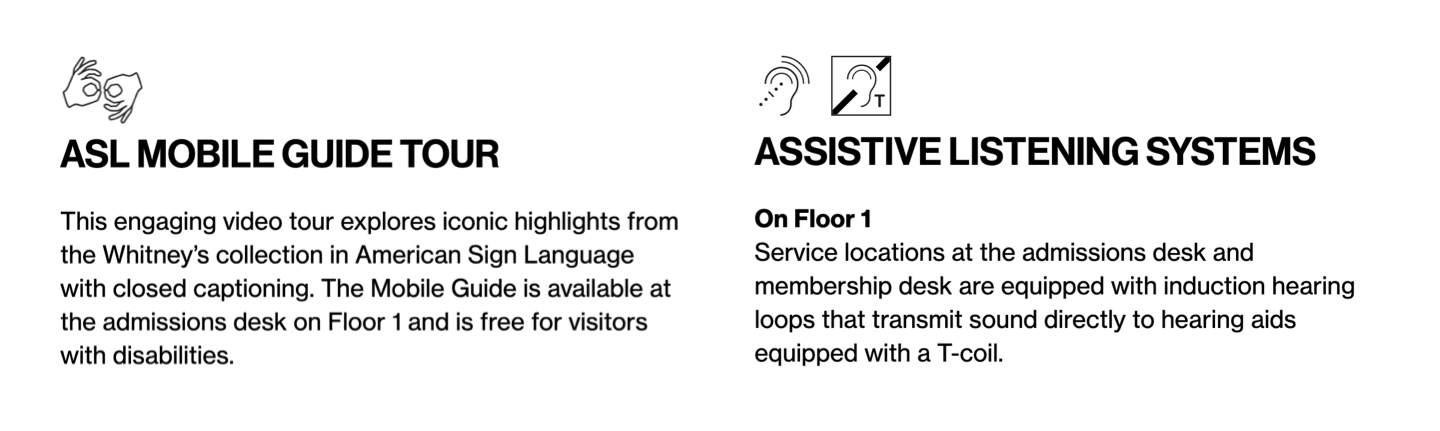 ASL MOBILE GUIDE TOUR
This engaging video tour explores iconic highlights from
the Whitney’s collection in American Sign Language
with closed captioning. The Mobile Guide is available at
the admissions desk on Floor 1 and is free for visitors
with disabilities.
T
ASSISTIVE LISTENING SYSTEMS
On Floor 1
Service locations at the admissions desk and
membership desk are equipped with induction hearing
loops that transmit sound directly to hearing aids
equipped with a T-coil.